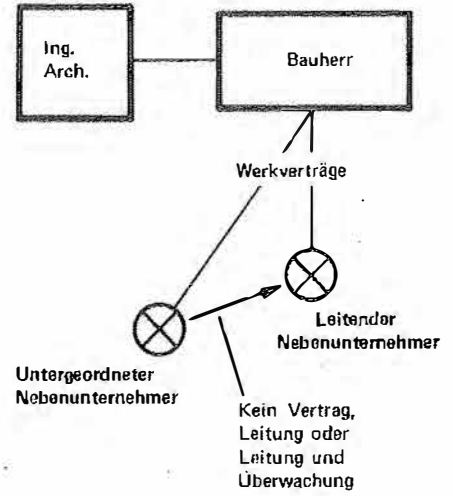 Ing.
Arch.
Bauherr
Werkverträge
Leitender
Nebenunternehmer
Untergeordneter
Nebenunternehmer
Kein Vertrag,
Leitung oder
Leitung und
Überwachung